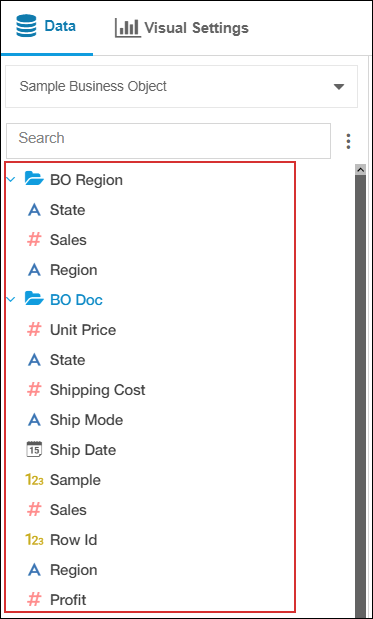 Data Visual Settings
Sample Business Object
Search
BO Region
A State
# Sales
A Region
BO Doc
# Unit Price
A State
# Shipping Cost
A Ship Mode
15 Ship Date
123 Sample
# Sales
123 Row Id
A Region
# Profit